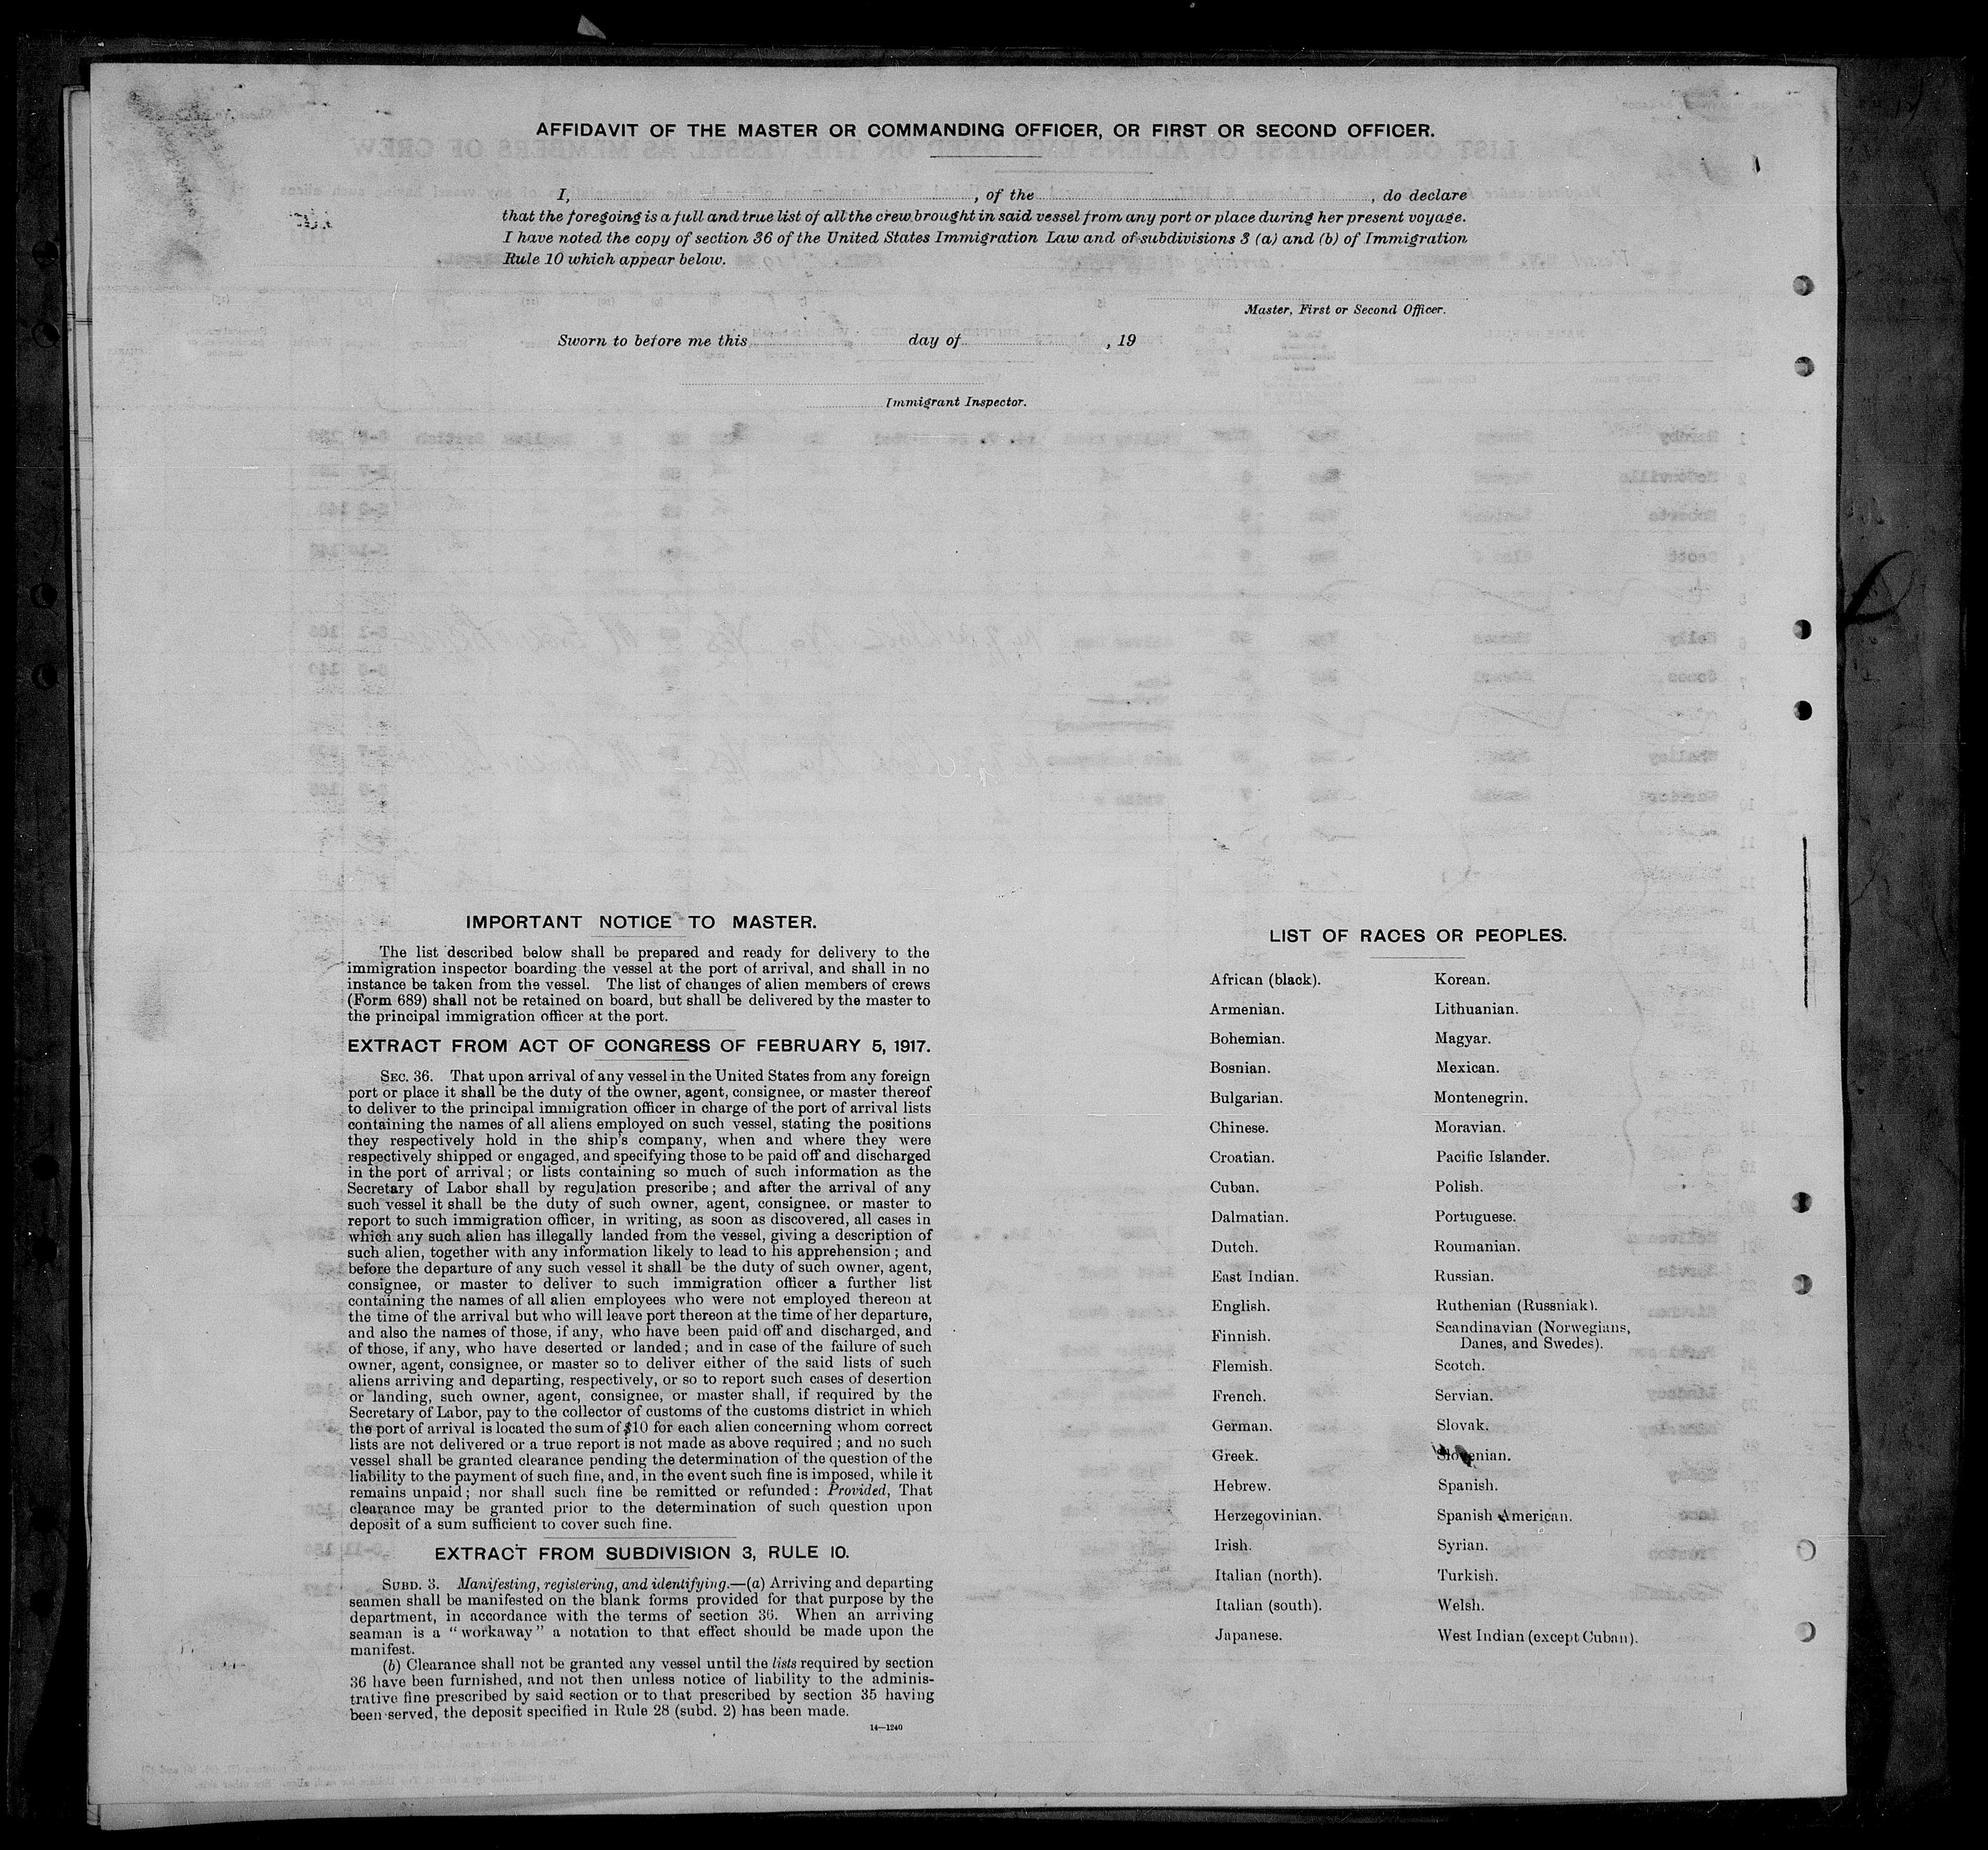 AFFIDAVIT OF THE MASTER OR COMMANDING OFFICER, OR FIRST OR SECOND OFFICER.
I, , of the , do declare
that the foregoing is a full and true list of all the crew brought in said vessel from any port or place during her present voyage.
I have noted the copy of section 36 of the United States Immigration Law and of subdivisions 3 (a) and (b) of Immigration
Rule 10 which appear below.
Master, First or Second Officer.
Sworn to before me this day of , 19
Immigrant Inspector.
IMPORTANT NOTICE TO MASTER.
The list described below shall be prepared and ready for delivery to the
immigration inspector boarding the vessel at the port of arrival, and shall in no
instance be taken from the vessel. The list of changes of alien members of crews
(Form 689) shall not be retained on board, but shall be delivered by the master to
the principal immigration officer at the port.
EXTRACT FROM ACT OF CONGRESS OF FEBRUARY 5, 1917.
SEC. 36. That upon arrival of any vessel in the United States from any foreign
port or place it shall be the duty of the owner, agent, consignee, or master thereof
to deliver to the principal immigration officer in charge of the port of arrival lists
containing the names of all aliens employed on such vessel, stating the positions
they respectively hold in the ship's company, when and where they were
respectively shipped or engaged, and specifying those to be paid off and discharged
in the port of arrival; or lists containing so much of such information as the
Secretary of Labor shall by regulation prescribe; and after the arrival of any
such vessel it shall be the duty of such owner, agent, consignee, or master to
report to such immigration officer, in writing, as soon as discovered, all cases in
which any such alien has illegally landed from the vessel, giving a description of
such alien, together with any information likely to lead to his apprehension; and
before the departure of any such vessel it shall be the duty of such owner, agent,
consignee, or master to deliver to such immigration officer a further list
containing the names of all alien employees who were not employed thereon at
the time of the arrival but who will leave port thereon at the time of her departure,
and also the names of those, if any, who have been paid off and discharged, and
of those, if any, who have deserted or landed; and in case of the failure of such
owner, agent, consignee, or master so to deliver either of the said lists of such
aliens arriving and departing, respectively, or so to report such cases of desertion
or landing, such owner, agent, consignee, or master shall, if required by the
Secretary of Labor, pay to the collector of customs of the customs district in which
the port of arrival is located the sum of $10 for each alien concerning whom correct
lists are not delivered or a true report is not made as above required; and no such
vessel shall be granted clearance pending the determination of the question of the
liability to the payment of such fine, and, in the event such fine is imposed, while it
remains unpaid; nor shall such fine be remitted or refunded: Provided, That
clearance may be granted prior to the determination of such question upon
deposit of a sum sufficient to cover such fine.
EXTRACT FROM SUBDIVISION 3, RULE 10.
SUBD. 3. Manifesting, registering, and identifying.—(a) Arriving and departing
seamen shall be manifested on the blank forms provided for that purpose by the
department, in accordance with the terms of section 36. When an arriving
seaman is a "workaway" a notation to that effect should be made upon the
manifest.
(b) Clearance shall not be granted any vessel until the lists required by section
36 have been furnished, and not then unless notice of liability to the adminis-
trative fine prescribed by said section or to that prescribed by section 35 having
been served, the deposit specified in Rule 28 (subd. 2) has been made.
14—1240
LIST OF RACES OR PEOPLES.
African (black).
Armenian.
Bohemian.
Bosnian.
Bulgarian.
Chinese.
Croatian.
Cuban.
Dalmatian.
Dutch.
East Indian.
English.
Finnish.
Flemish.
French.
German.
Greek.
Hebrew.
Herzegovinian.
Irish.
Italian (north).
Italian (south).
Japanese.
Korean.
Lithuanian.
Magyar.
Mexican.
Montenegrin.
Moravian.
Pacific Islander.
Polish.
Portuguese.
Roumanian.
Russian.
Ruthenian (Russniak).
Scandinavian (Norwegians,
Danes, and Swedes).
Scotch.
Servian.
Slovak.
Slovenian.
Spanish.
Spanish American.
Syrian.
Turkish.
Welsh.
West Indian (except Cuban).